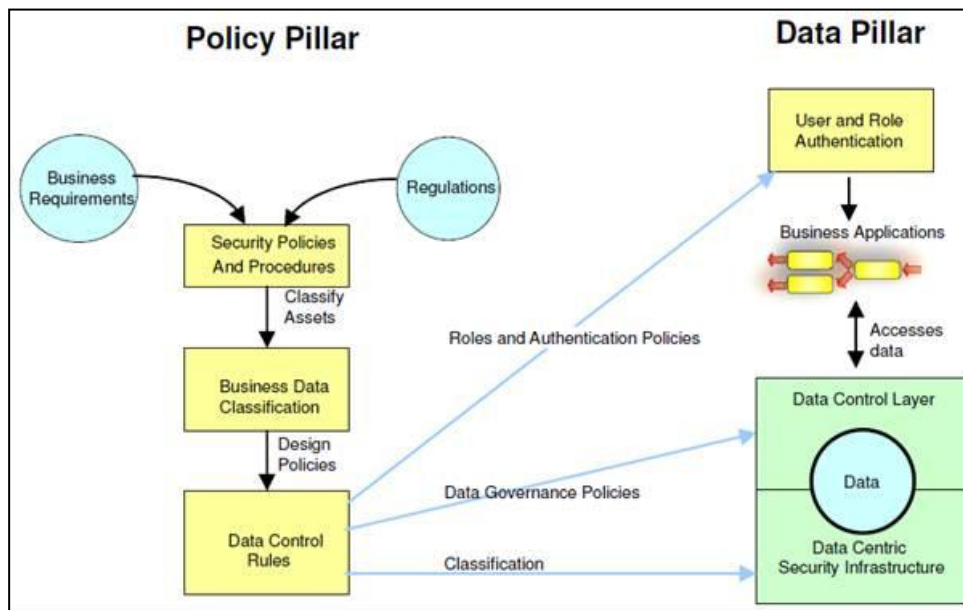 Policy Pillar
Data Pillar
Business
Requirements
Regulations
Security Policies
And Procedures
Classify
Assets
Business Data
Classification
Design
Policies
Data Control
Rules
Roles and Authentication Policies
Data Governance Policies
Classification
User and Role
Authentication
Business Applications
Accesses
data
Data Control Layer
Data
Data Centric
Security Infrastructure